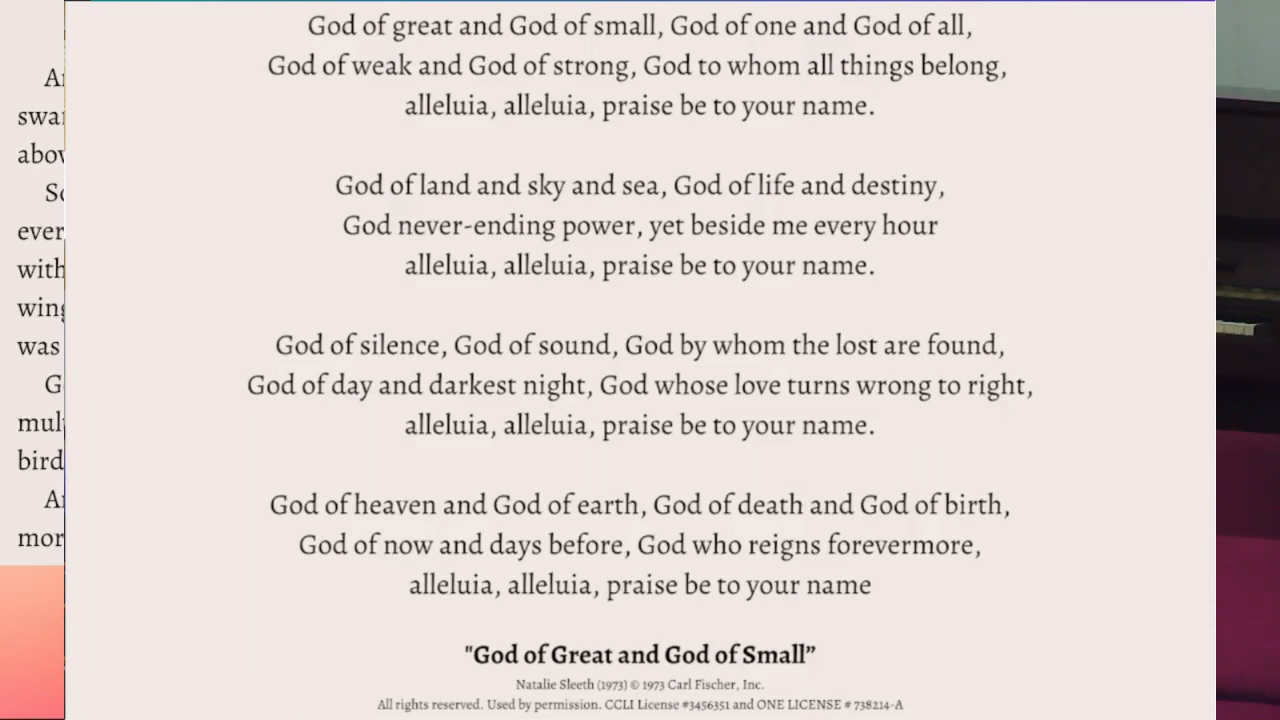 God of great and God of small, God of one and God of all,
God of weak and God of strong, God to whom all things belong,
alleluia, alleluia, praise be to your name.
God of land and sky and sea, God of life and destiny,
God never-ending power, yet beside me every hour
alleluia, alleluia, praise be to your name.
God of silence, God of sound, God by whom the lost are found,
God of day and darkest night, God whose love turns wrong to right,
alleluia, alleluia, praise be to your name.
God of heaven and God of earth, God of death and God of birth,
God of now and days before, God who reigns forevermore,
alleluia, alleluia, praise be to your name
"God of Great and God of Small”
Natalie Sleeth (1973) © 1973 Carl Fischer, Inc.
All rights reserved. Used by permission. CCLI License #3456351 and ONE LICENSE # 738214-A